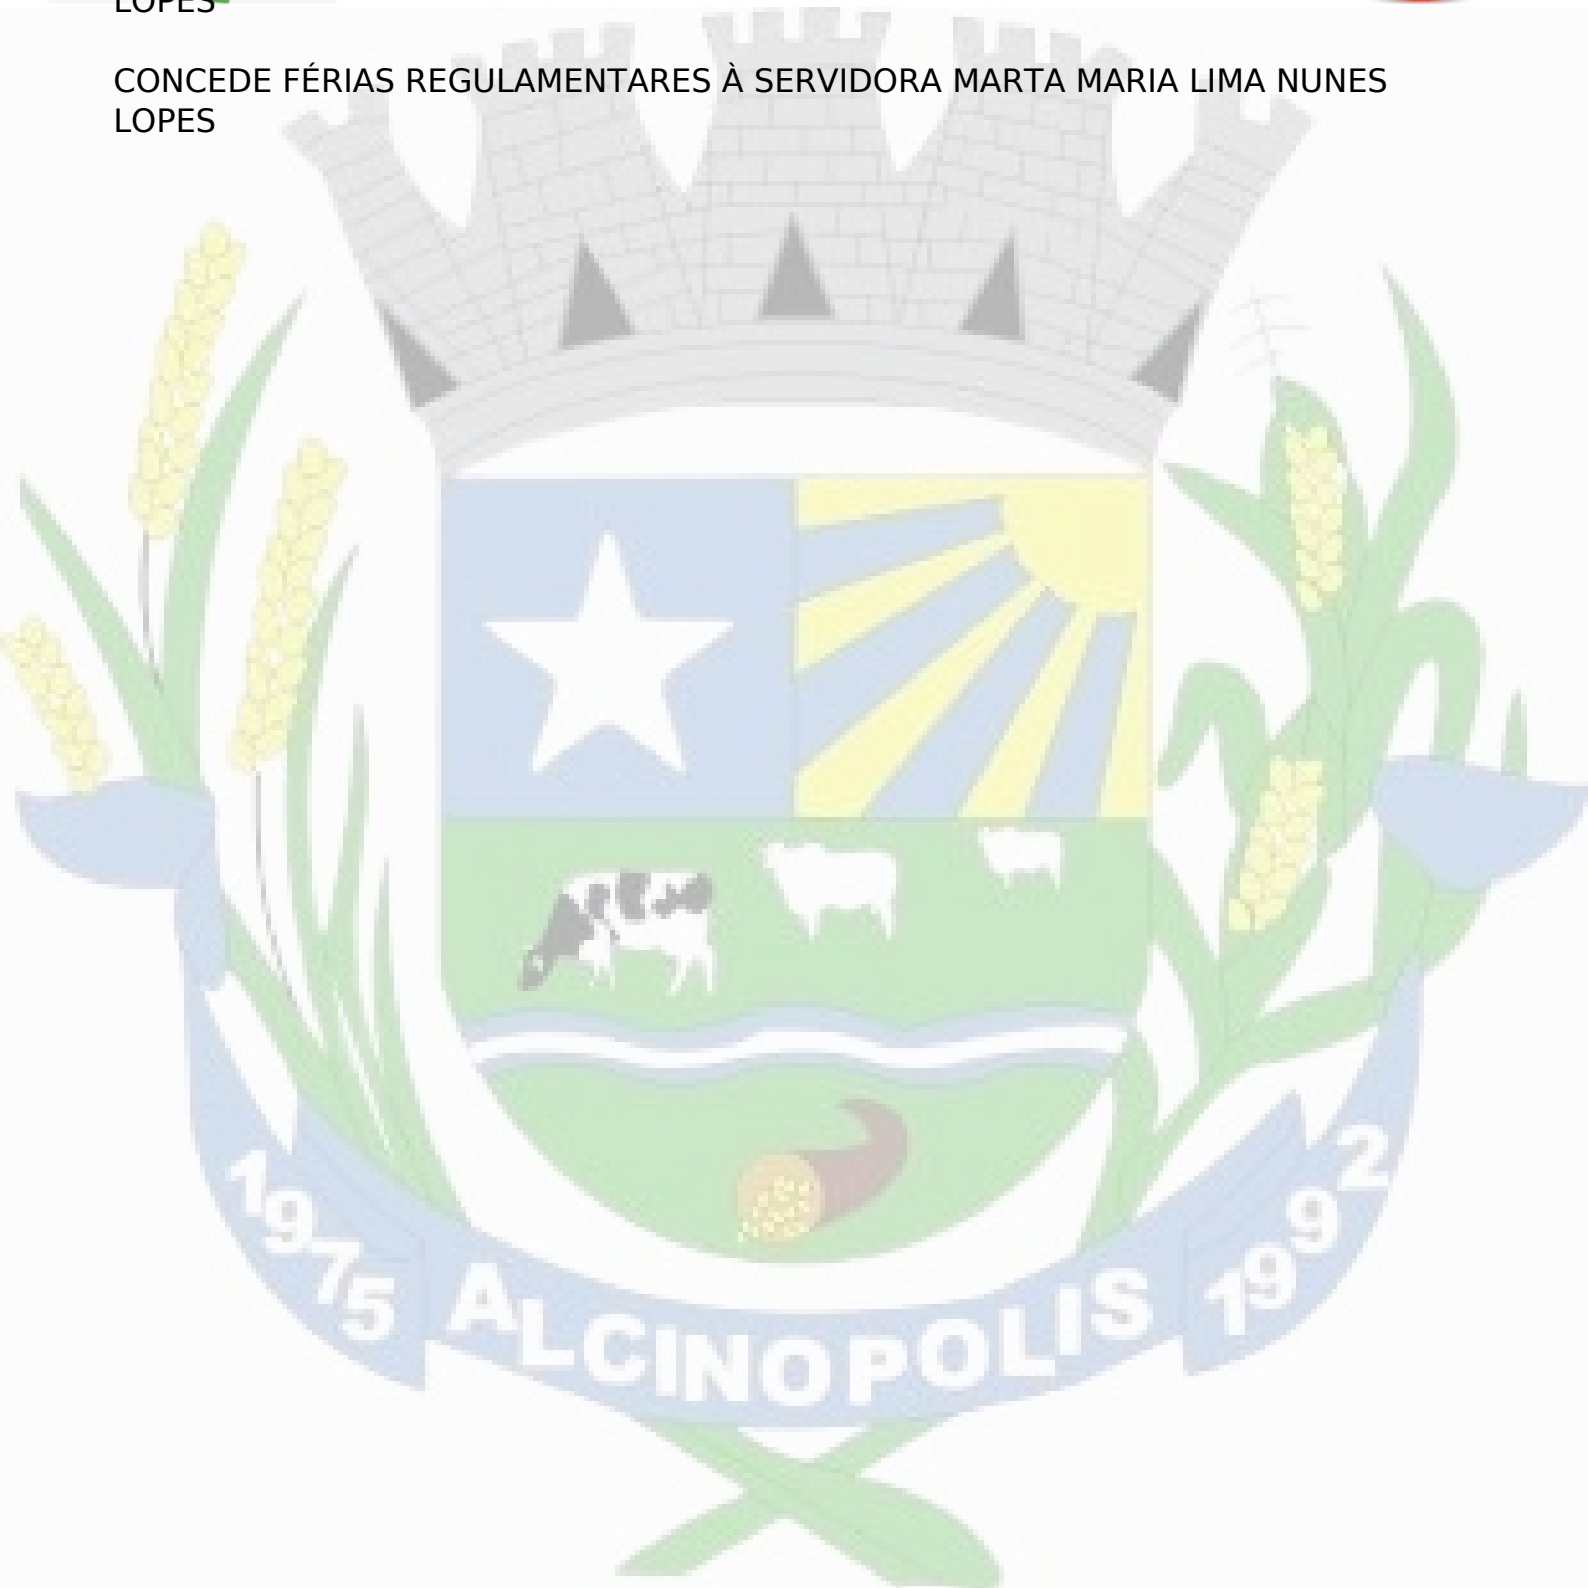 LOPES
CONCEDE FÉRIAS REGULAMENTARES À SERVIDORA MARTA MARIA LIMA NUNES
LOPES
1975 ALCINOPOLIS 1992